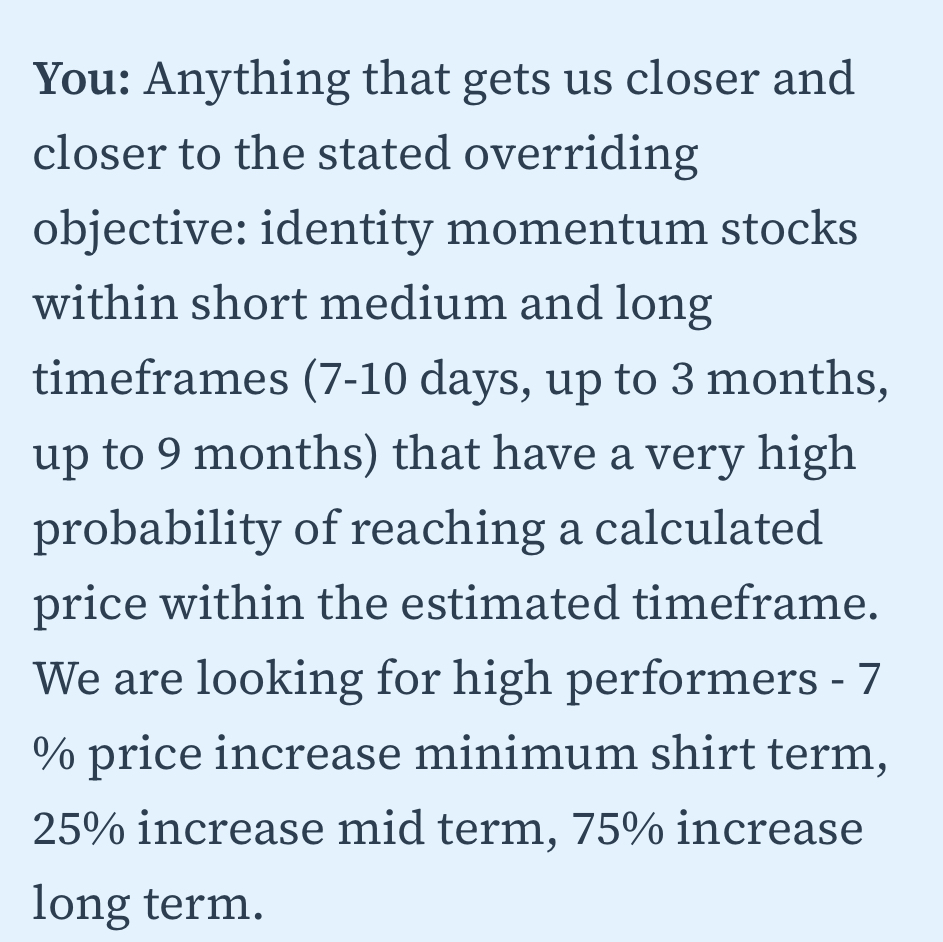 You: Anything that gets us closer and
closer to the stated overriding
objective: identity momentum stocks
within short medium and long
timeframes (7-10 days, up to 3 months,
up to 9 months) that have a very high
probability of reaching a calculated
price within the estimated timeframe.
We are looking for high performers - 7
% price increase minimum shirt term,
25% increase mid term, 75% increase
long term.